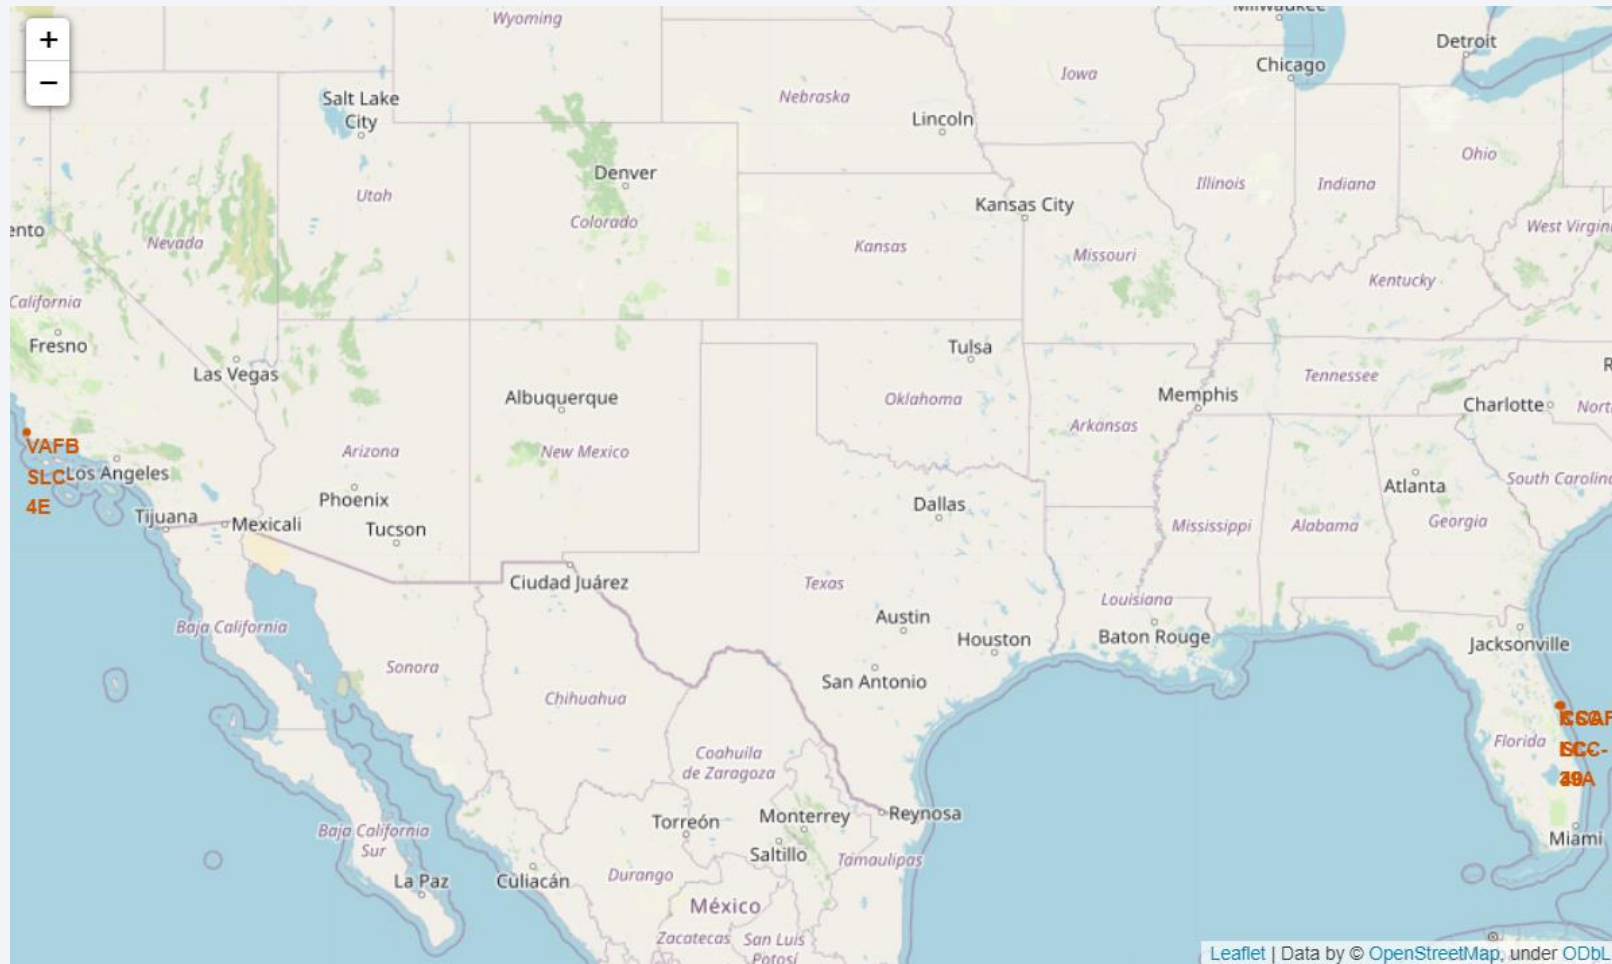 +
−
Wyoming
Milwaukee
Detroit
Chicago
Iowa
Nebraska
Salt Lake
City
Lincoln
Ohio
Denver
Utah
Illinois
Indiana
Kansas City
Colorado
ento
West Virgin
Nevada
Kansas
Missouri
Kentucky
California
Fresno
Tulsa
Las Vegas
Tennessee
R
Albuquerque
Oklahoma
Memphis
Charlotte
Nort
Arkansas
VAFB
SLC-
4E
Los Angeles
Arizona
New Mexico
South Carolina
Atlanta
Phoenix
Dallas
Tijuana
Mexicali
Tucson
Mississippi
Alabama
Georgia
Ciudad Juárez
Texas
Louisiana
Austin
Baja California
Houston
Baton Rouge
Jacksonville
Sonora
San Antonio
Chihuahua
Florida
Coahuila
de Zaragoza
Torreón
Monterrey
Reynosa
Baja California
Sur
Miami
Saltillo
Tamaulipas
La Paz
Culiacán
Durango
México
Zacatecas
San Luis
Potosí
Leaflet | Data by © OpenStreetMap, under ODbL